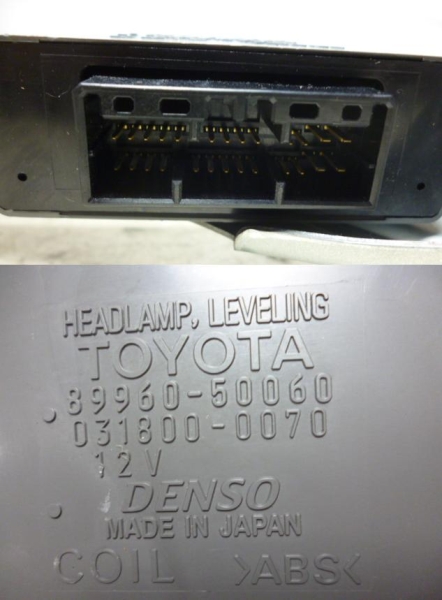 HEADLAMP, LEVELING
TOYOTA
89960-50060
031800-0070
12V
DENSO
MADE IN JAPAN
COIL >ABS<